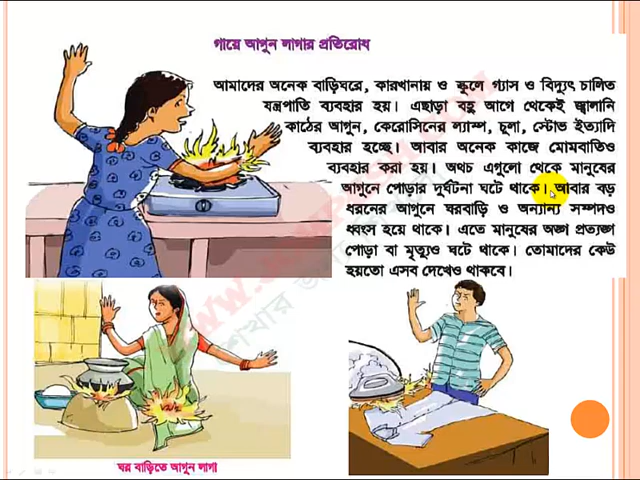 গায়ে আগুন লাগার প্রতিরোধ
আমাদের অনেক বাড়িঘরে, কারখানায় ও স্কুলে গ্যাস ও বিদ্যুৎ চালিত
যন্ত্রপাতি ব্যবহার হয়। এছাড়া বহু আগে থেকেই জ্বালানি
কাঠের আগুন, কেরোসিনের ল্যাম্প, চুলা, স্টোভ ইত্যাদি
ব্যবহার হচ্ছে। আবার অনেক কাজে মোমবাতিও
ব্যবহার করা হয়। অথচ এগুলো থেকে মানুষের
আগুনে পোড়ার দুর্ঘটনা ঘটে থাকে। আবার বড়
ধরনের আগুনে ঘরবাড়ি ও অন্যান্য সম্পদও
ধ্বংস হয়ে থাকে। এতে মানুষের অঙ্গ প্রত্যঙ্গ
পোড়া বা মৃত্যুও ঘটে থাকে। তোমাদের কেউ
হয়তো এসব দেখেও থাকবে।
ঘর বাড়িতে আগুন লাগা